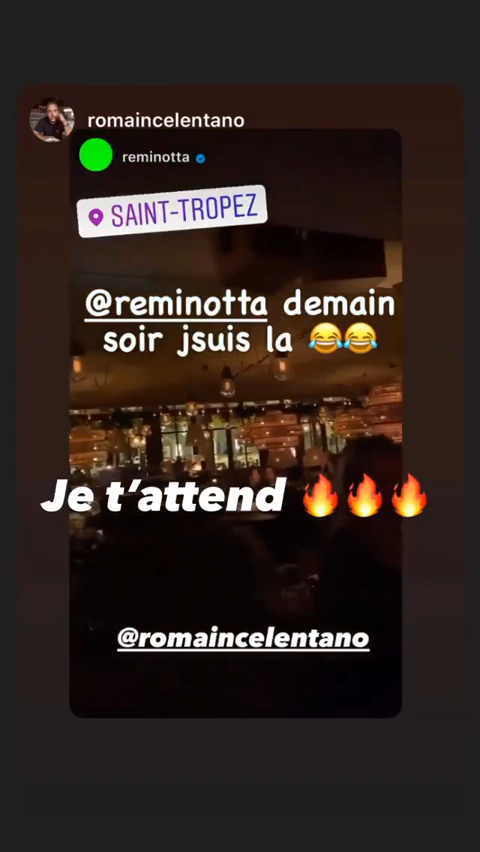 romaincelentano
reminotta
SAINT-TROPEZ
@reminotta demain
soir jsuis la 😂😂
Je t'attend 🔥🔥🔥
@romaincelentano